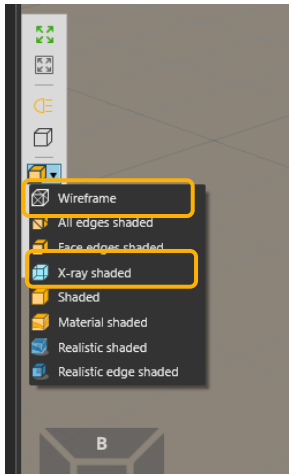 Wireframe
All edges shaded
Face edges shaded
X-ray shaded
Shaded
Material shaded
Realistic shaded
Realistic edge shaded
B